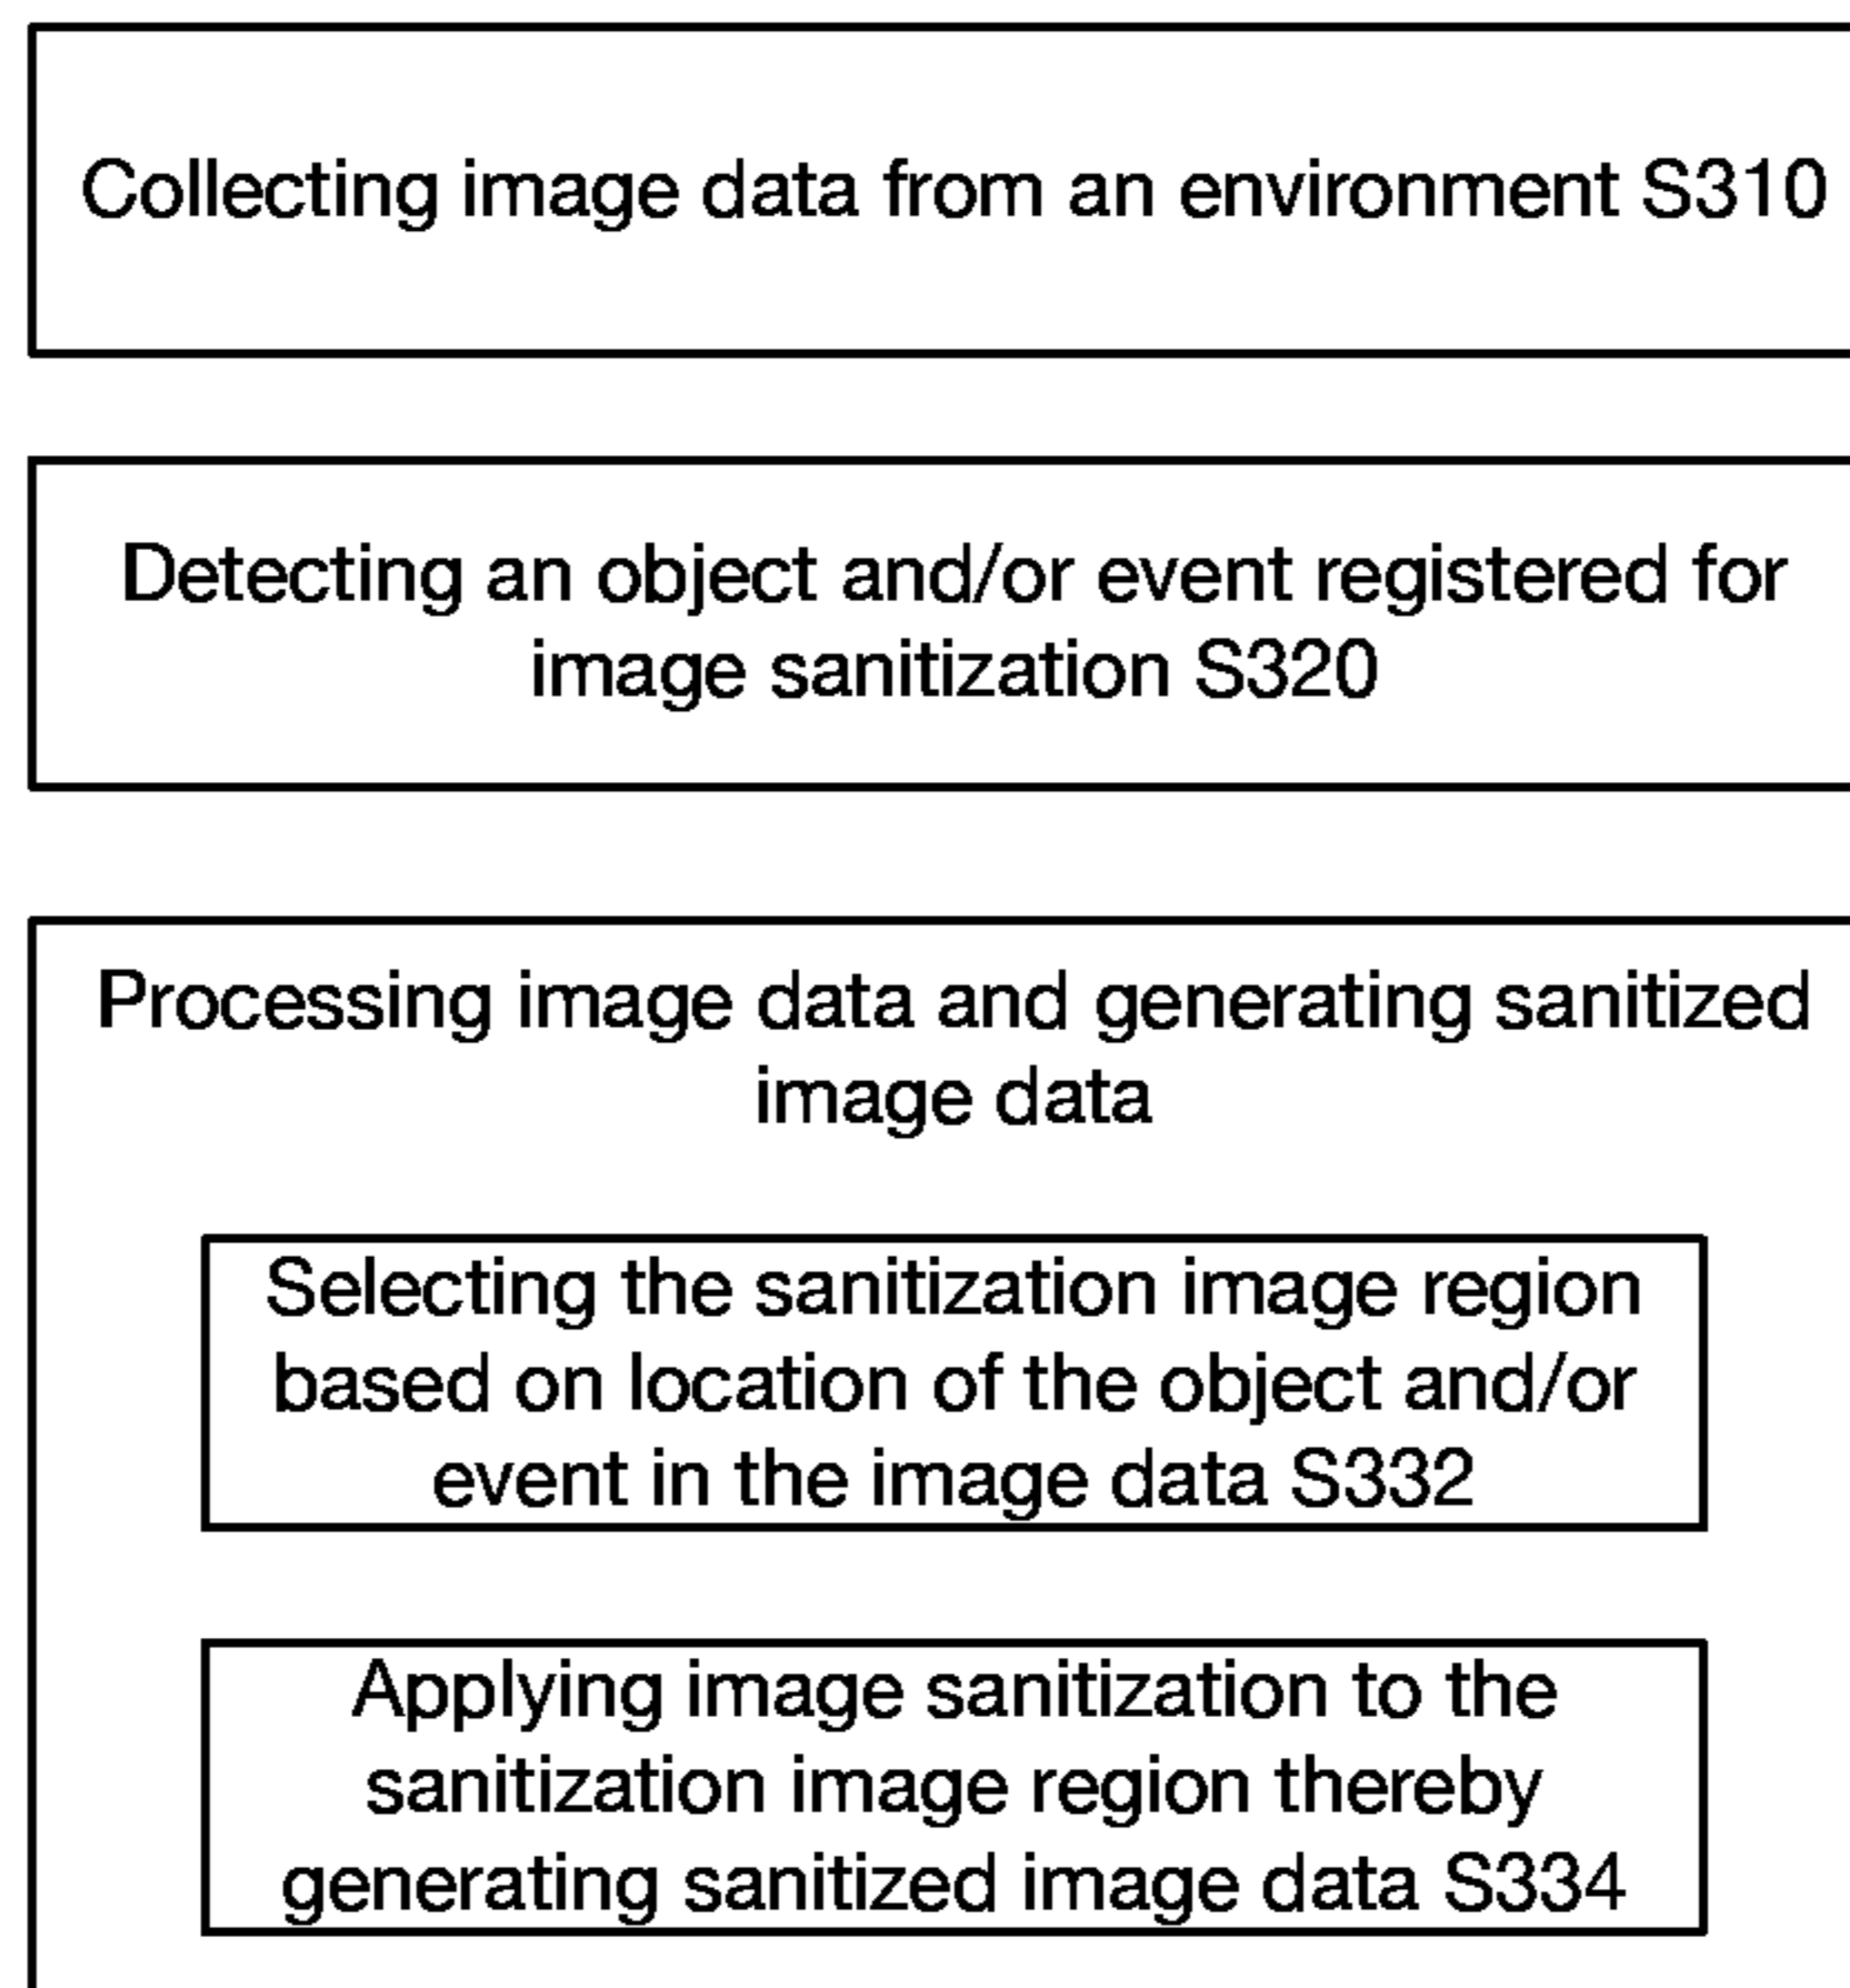 Collecting image data from an environment S310
Detecting an object and/or event registered for
image sanitization S320
Processing image data and generating sanitized
image data
Selecting the sanitization image region
based on location of the object and/or
event in the image data S332
Applying image sanitization to the
sanitization image region thereby
generating sanitized image data S334